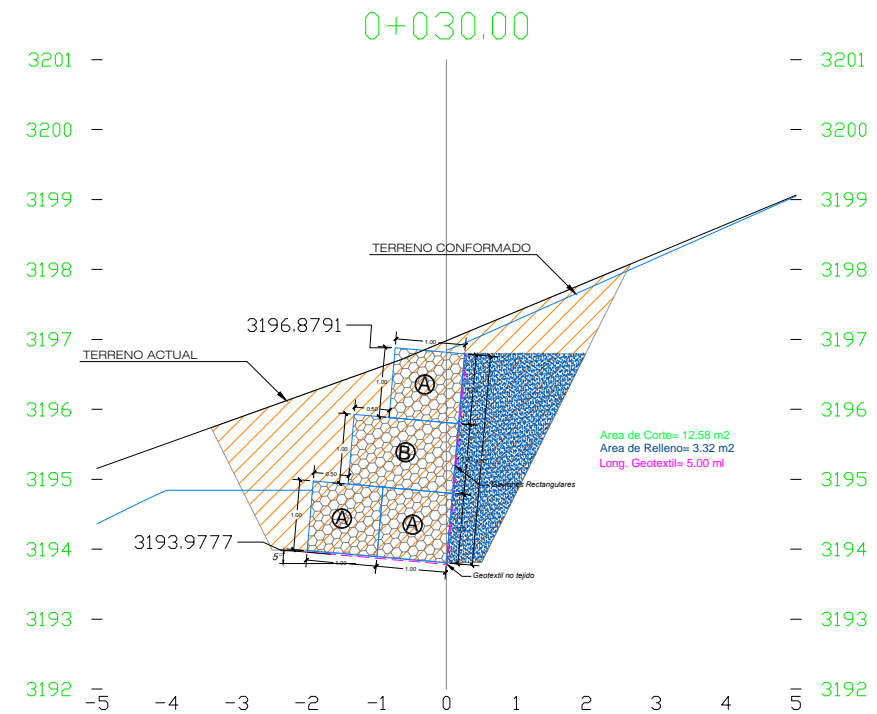 0+030.00
3201 3201
3200 3200
3199 3199
TERRENO CONFORMADO
3198 3198
3196.8791
3197 3197
1.00
TERRENO ACTUAL
1.00
A
3196 3196
0.50
Area de Corte= 12.58 m2
Area de Relleno= 3.32 m2
Long. Geotextil= 5.00 ml
1.00
B
3195 3195
0.50
Rectangulares
1.00
A A
3194 3194
3193.9777
5°
1.00
1.00
Geotextil no tejido
3193 3193
3192 3192
-5 -4 -3 -2 -1 0 1 2 3 4 5